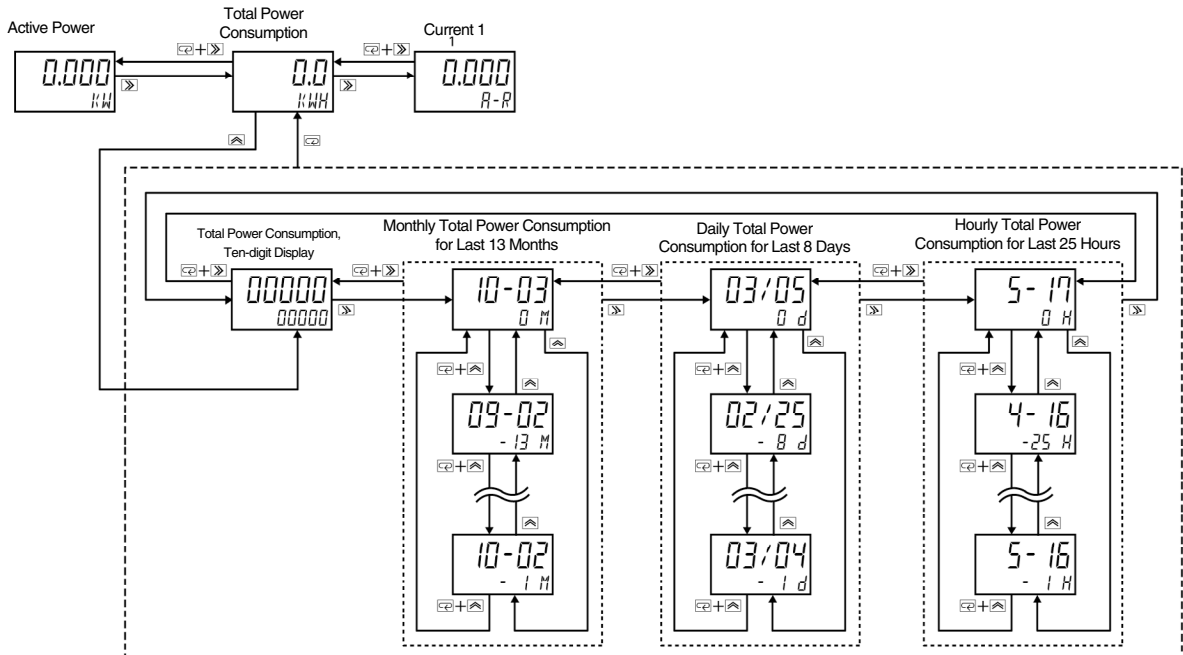 Active Power
Total Power
Consumption
Current 1
1
0.000
KW
0.0
KWH
0.000
A-R
+
+
Total Power Consumption,
Ten-digit Display
Monthly Total Power Consumption
for Last 13 Months
Daily Total Power
Consumption for Last 8 Days
Hourly Total Power
Consumption for Last 25 Hours
+
+
+
+
00000
00000
10-03
0 M
03/05
0 d
5-17
0 H
+
+
+
09-02
-13 M
02/25
- 8 d
4-16
-25 H
+
+
+
10-02
- 1 M
03/04
- 1 d
5-16
- 1 H
+
+
+